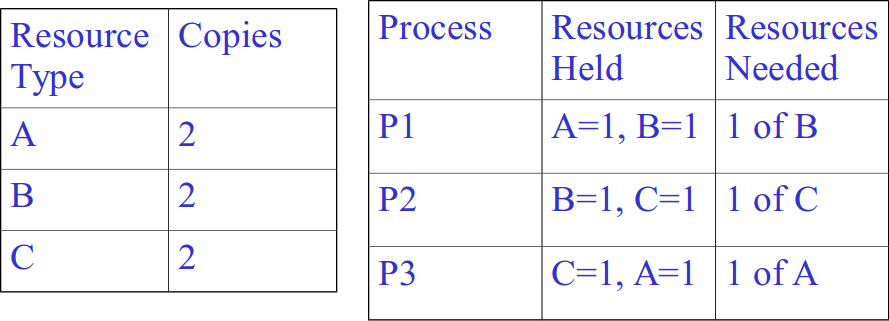 Resource Type Copies
A 2
B 2
C 2
Process Resources Held Resources Needed
P1 A=1, B=1 1 of B
P2 B=1, C=1 1 of C
P3 C=1, A=1 1 of A